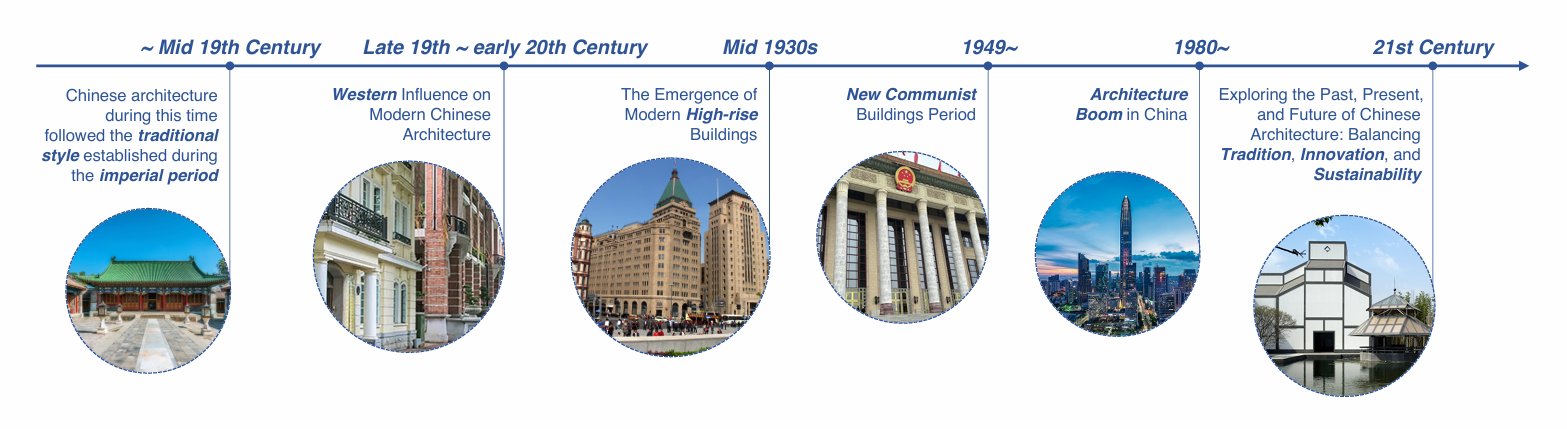 ~ Mid 19th Century
Chinese architecture
during this time
followed the traditional
style established during
the imperial period
Late 19th ~ early 20th Century
Western Influence on
Modern Chinese
Architecture
Mid 1930s
The Emergence of
Modern High-rise
Buildings
1949~
New Communist
Buildings Period
1980~
Architecture
Boom in China
21st Century
Exploring the Past, Present,
and Future of Chinese
Architecture: Balancing
Tradition, Innovation, and
Sustainability